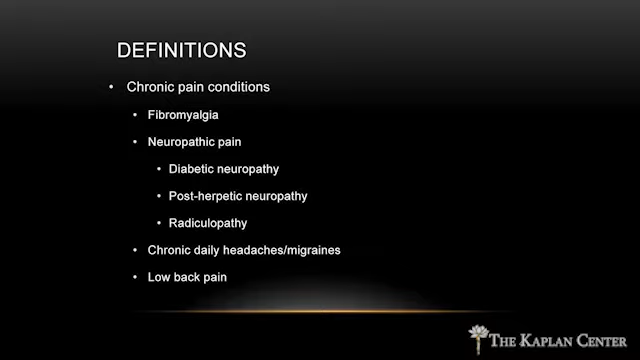 DEFINITIONS
• Chronic pain conditions
• Fibromyalgia
• Neuropathic pain
• Diabetic neuropathy
• Post-herpetic neuropathy
• Radiculopathy
• Chronic daily headaches/migraines
• Low back pain
THE KAPLAN CENTER